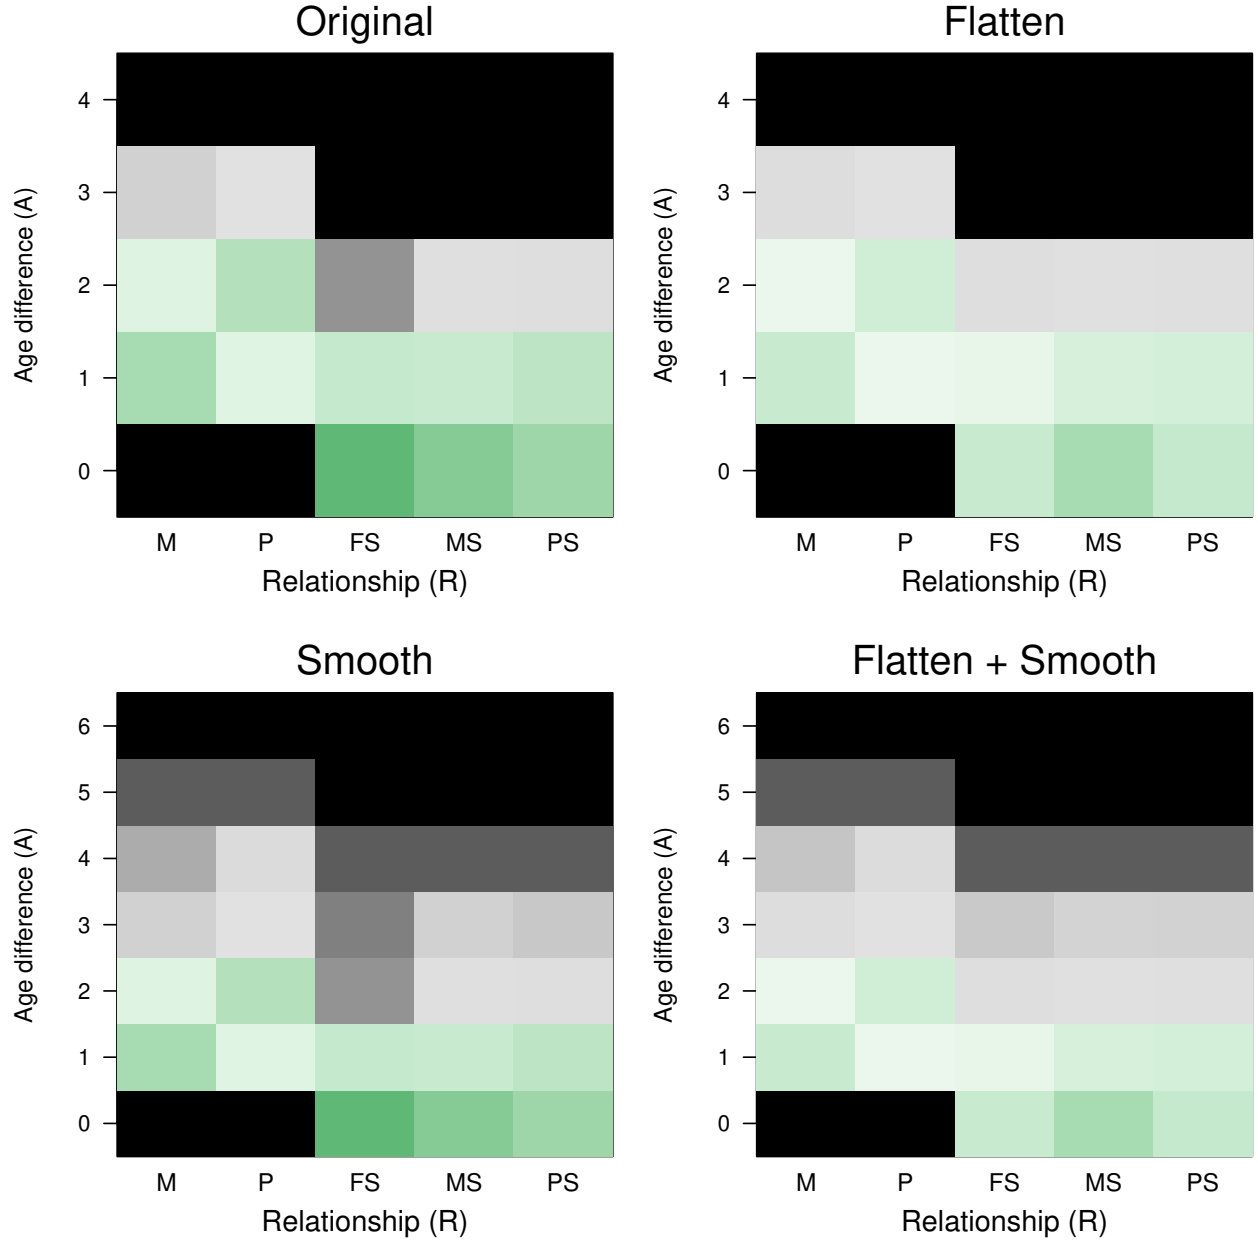 Original
4
3
2
1
0
Age difference (A)
M P FS MS PS
Relationship (R)
Flatten
4
3
2
1
0
Age difference (A)
M P FS MS PS
Relationship (R)
Smooth
6
5
4
3
2
1
0
Age difference (A)
M P FS MS PS
Relationship (R)
Flatten + Smooth
6
5
4
3
2
1
0
Age difference (A)
M P FS MS PS
Relationship (R)